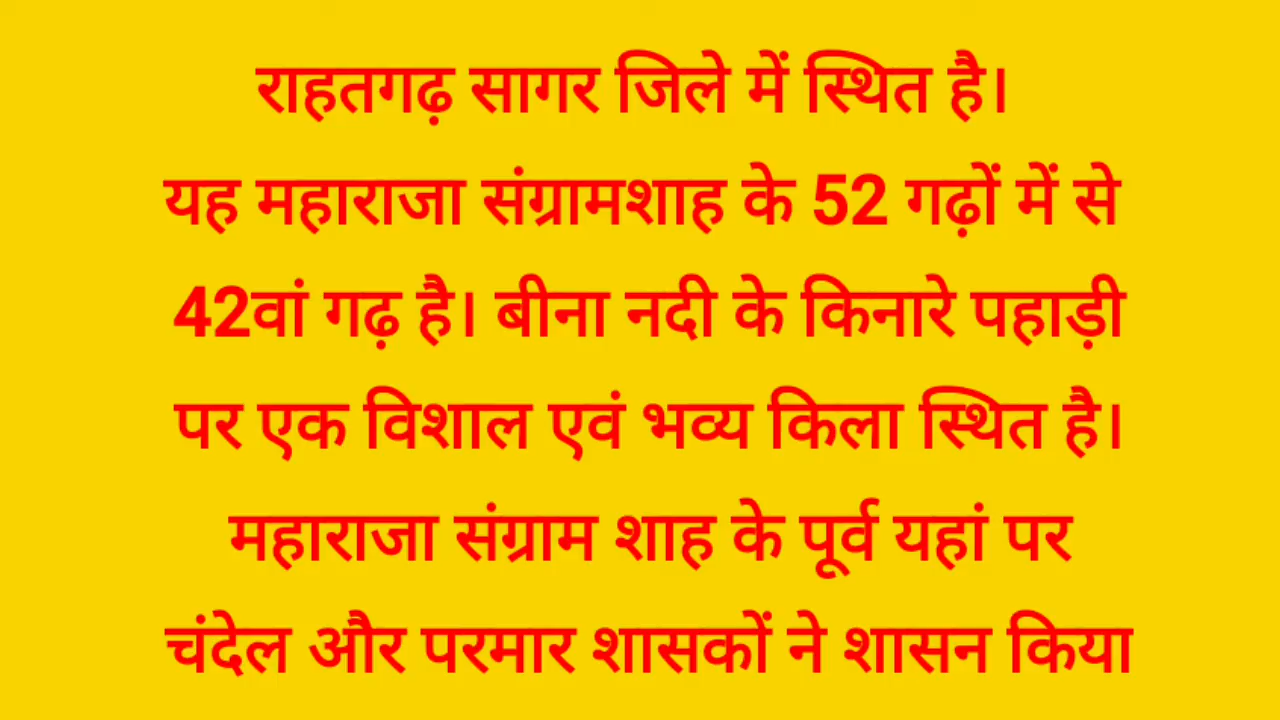 राहतगढ़ सागर जिले में स्थित है।
यह महाराजा संग्रामशाह के 52 गढ़ों में से
42वां गढ़ है। बीना नदी के किनारे पहाड़ी
पर एक विशाल एवं भव्य किला स्थित है।
महाराजा संग्राम शाह के पूर्व यहां पर
चंदेल और परमार शासकों ने शासन किया